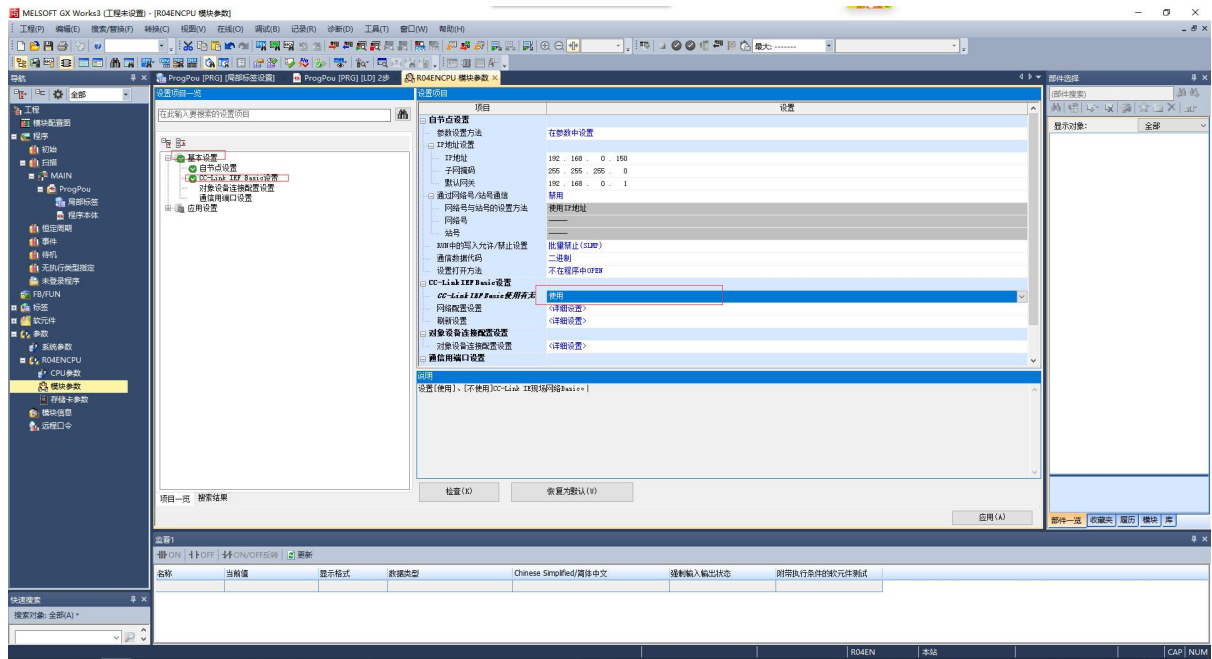 MELSOFT GX Works3 (工程未设置) - [R04ENCPU 模块参数]
工程(P) 编辑(E) 搜索/替换(F) 转换(C) 视图(V) 在线(O) 调试(B) 记录(R) 诊断(D) 工具(T) 窗口(W) 帮助(H)
最大: -------
导航
ProgPou [PRG] [局部标签设置] ProgPou [PRG] [LD] 2步 R04ENCPU 模块参数
部件选择
全部
工程
模块配置图
程序
初始
扫描
MAIN
ProgPou
局部标签
程序本体
恒定周期
事件
待机
无执行类型指定
未登录程序
FB/FUN
标签
软元件
参数
系统参数
R04ENCPU
CPU参数
模块参数
存储卡参数
模块信息
远程口令
设置项目一览
在此输入要搜索的设置项目
基本设置
自节点设置
CC-Link IEF Basic设置
对象设备连接配置设置
通信用端口设置
应用设置
项目一览 搜索结果
设置项目
项目 设置
自节点设置
参数设置方法 在参数中设置
IP地址设置
IP地址 192 . 168 . 0 . 150
子网掩码 255 . 255 . 255 . 0
默认网关 192 . 168 . 0 . 1
通过网络号/站号通信 禁用
网络号与站号的设置方法 使用IP地址
网络号
站号
RUN中的写入允许/禁止设置 批量禁止(SLMP)
通信数据代码 二进制
设置打开方法 不在程序中OPEN
CC-Link IEF Basic设置
CC-Link IEF Basic使用有无 使用
网络配置设置 <详细设置>
刷新设置 <详细设置>
对象设备连接配置设置
对象设备连接配置设置 <详细设置>
通信用端口设置
说明
设置[使用]、[不使用]CC-Link IE现场网络Basic。
检查(K) 恢复为默认(U)
应用(A)
(部件搜索)
显示对象: 全部
部件一览 收藏夹 履历 模块 库
监看1
ON OFF ON/OFF反转 更新
名称 当前值 显示格式 数据类型 Chinese Simplified/简体中文 强制输入输出状态 附带执行条件的软元件测试
快速搜索
搜索对象: 全部(A)
R04EN 本站 CAP NUM